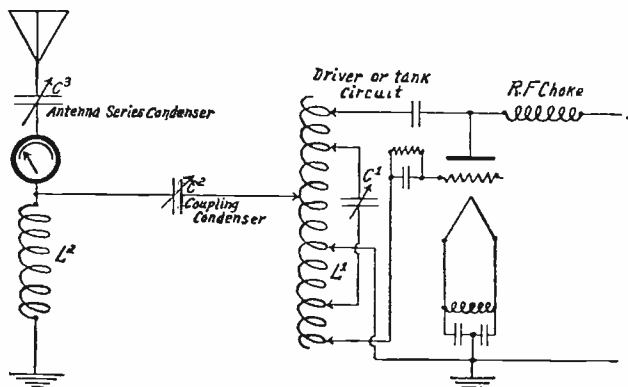 C3
Antenna Series Condenser
Driver or tank
circuit
R.F Choke
C1
C2
Coupling
Condenser
L2
L1